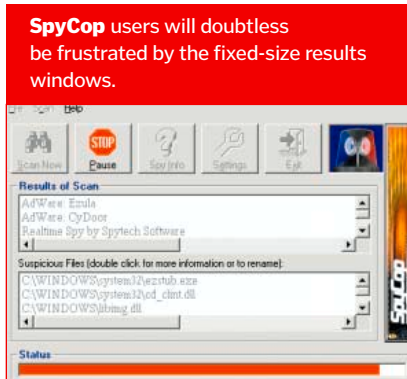 SpyCop users will doubtless
be frustrated by the fixed-size results
windows.
Scan Help
STOP
Scan Now Pause Spy Info Settings Exit
Results of Scan
AdWare: Ezula
AdWare: CyDoor
Realtime Spy by Spytech Software
Suspicious Files (double click for more information or to rename):
C:\WINDOWS\system32\ezstub.exe
C:\WINDOWS\system32\cd_clint.dll
C:\WINDOWS\libimg.dll
SpyCop
Status